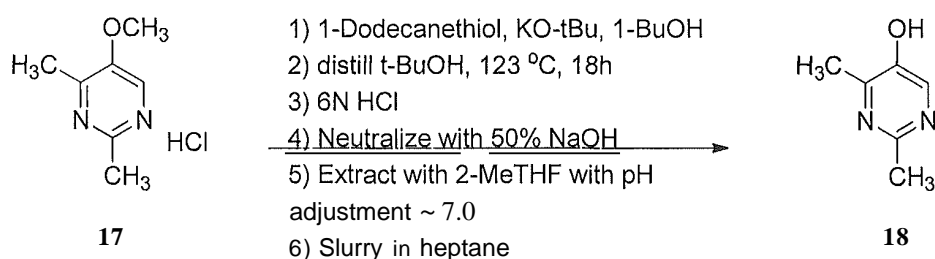 OCH3
H3C
N
N
HCl
CH3
17
1) 1-Dodecanethiol, KO-tBu, 1-BuOH
2) distill t-BuOH, 123 ºC, 18h
3) 6N HCl
4) Neutralize with 50% NaOH
5) Extract with 2-MeTHF with pH
adjustment ~ 7.0
6) Slurry in heptane
OH
H3C
N
N
CH3
18